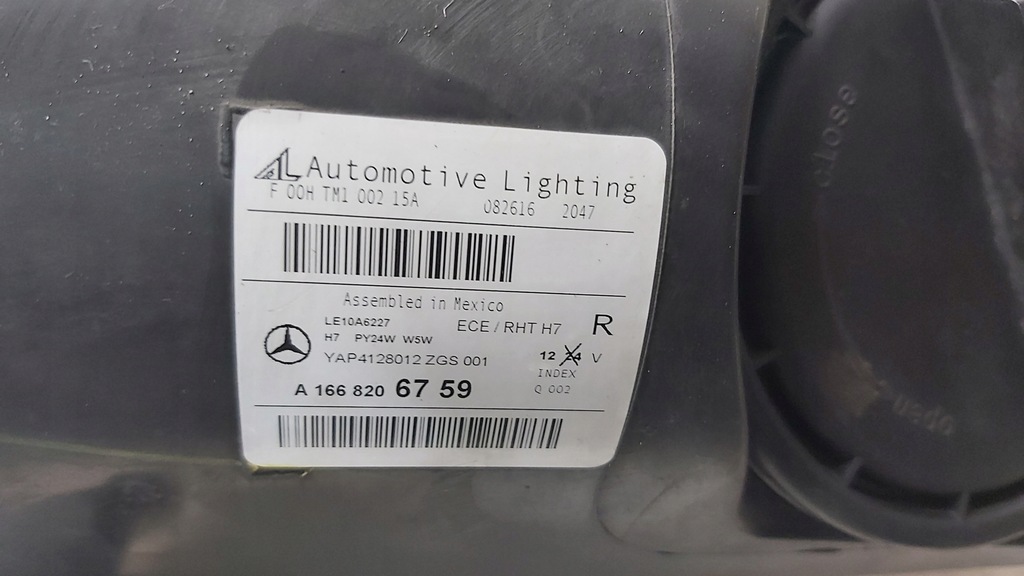 AL Automotive Lighting
F 00H TM1 002 15A 082616 2047
Assembled in Mexico
LE10A6227 ECE / RHT H7 R
H7 PY24W W5W
YAP4128012 ZGS 001 12 24 V
INDEX
A 166 820 67 59 Q 002
close
open